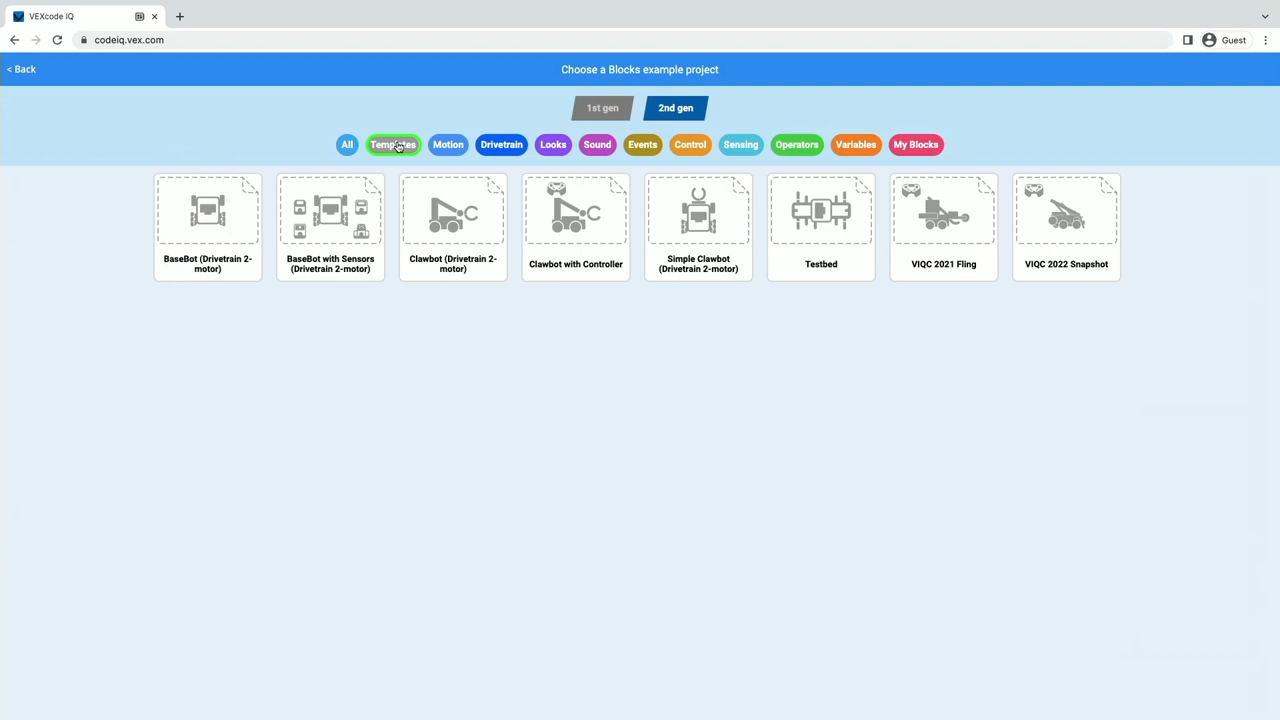 VEXcode IQ
codeiq.vex.com
Guest
< Back
Choose a Blocks example project
1st gen
2nd gen
All
Templates
Motion
Drivetrain
Looks
Sound
Events
Control
Sensing
Operators
Variables
My Blocks
BaseBot (Drivetrain 2-
motor)
BaseBot with Sensors
(Drivetrain 2-motor)
Clawbot (Drivetrain 2-
motor)
Clawbot with Controller
Simple Clawbot
(Drivetrain 2-motor)
Testbed
VIQC 2021 Fling
VIQC 2022 Snapshot